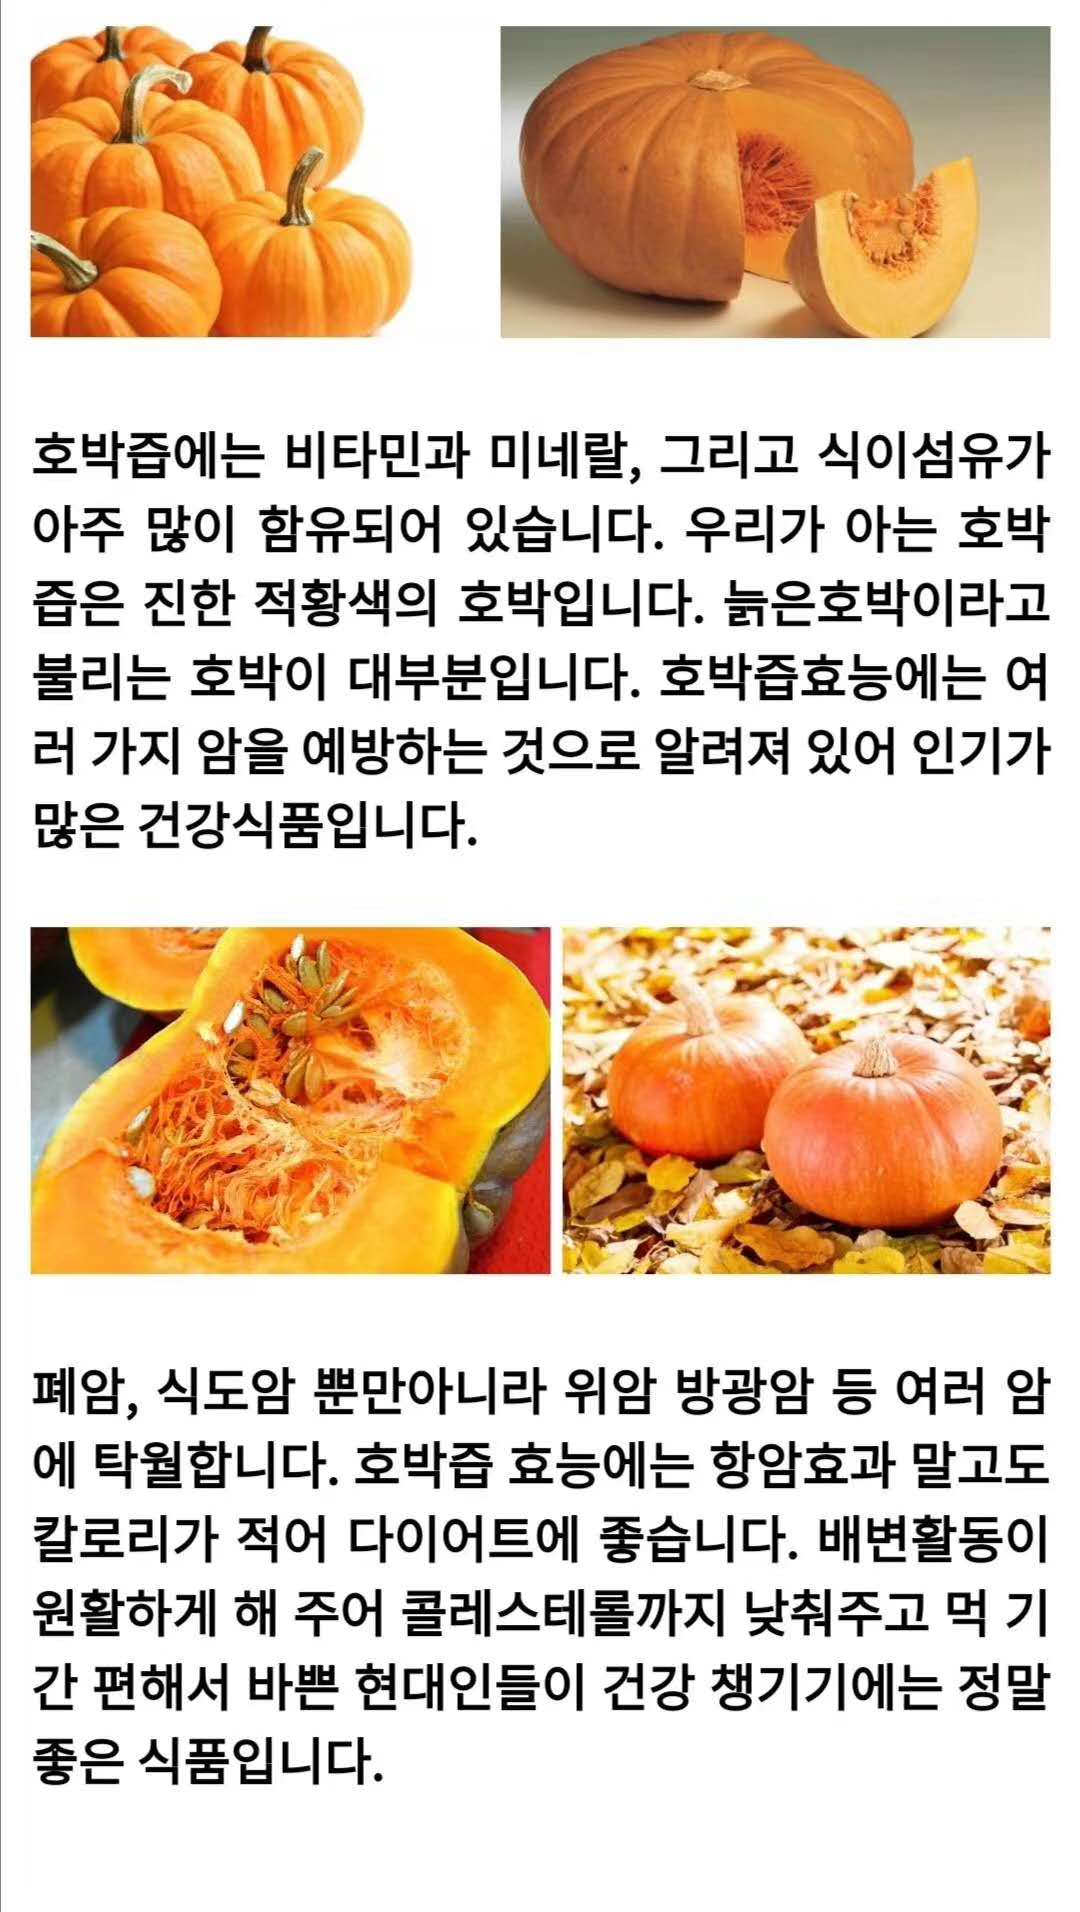 호박즙에는 비타민과 미네랄, 그리고 식이섬유가
아주 많이 함유되어 있습니다. 우리가 아는 호박
즙은 진한 적황색의 호박입니다. 늙은호박이라고
불리는 호박이 대부분입니다. 호박즙효능에는 여
러 가지 암을 예방하는 것으로 알려져 있어 인기가
많은 건강식품입니다.
폐암, 식도암 뿐만아니라 위암 방광암 등 여러 암
에 탁월합니다. 호박즙 효능에는 항암효과 말고도
칼로리가 적어 다이어트에 좋습니다. 배변활동이
원활하게 해 주어 콜레스테롤까지 낮춰주고 먹 기
간 편해서 바쁜 현대인들이 건강 챙기기에는 정말
좋은 식품입니다.